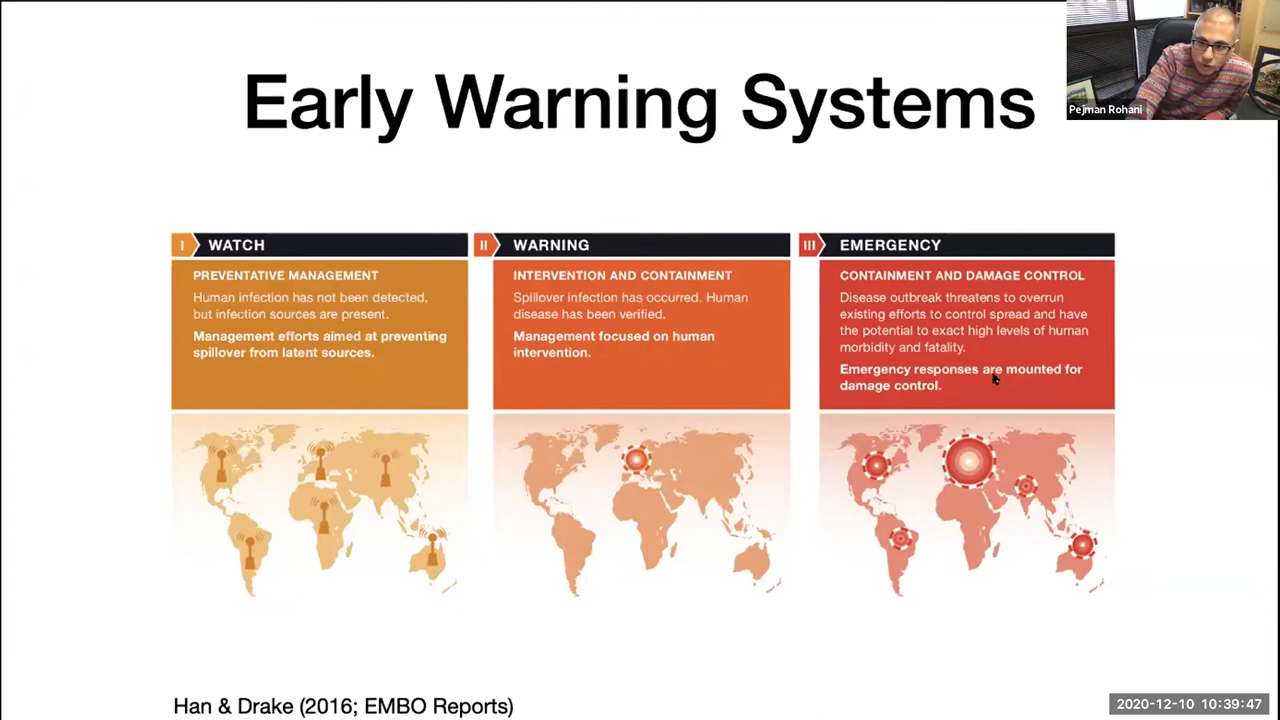 Early Warning Systems
Pejman Rohani
I WATCH
PREVENTATIVE MANAGEMENT
Human infection has not been detected,
but infection sources are present.
Management efforts aimed at preventing
spillover from latent sources.
II WARNING
INTERVENTION AND CONTAINMENT
Spillover infection has occurred. Human
disease has been verified.
Management focused on human
intervention.
III EMERGENCY
CONTAINMENT AND DAMAGE CONTROL
Disease outbreak threatens to overrun
existing efforts to control spread and have
the potential to exact high levels of human
morbidity and fatality.
Emergency responses are mounted for
damage control.
Han & Drake (2016; EMBO Reports)
2020-12-10 10:39:47